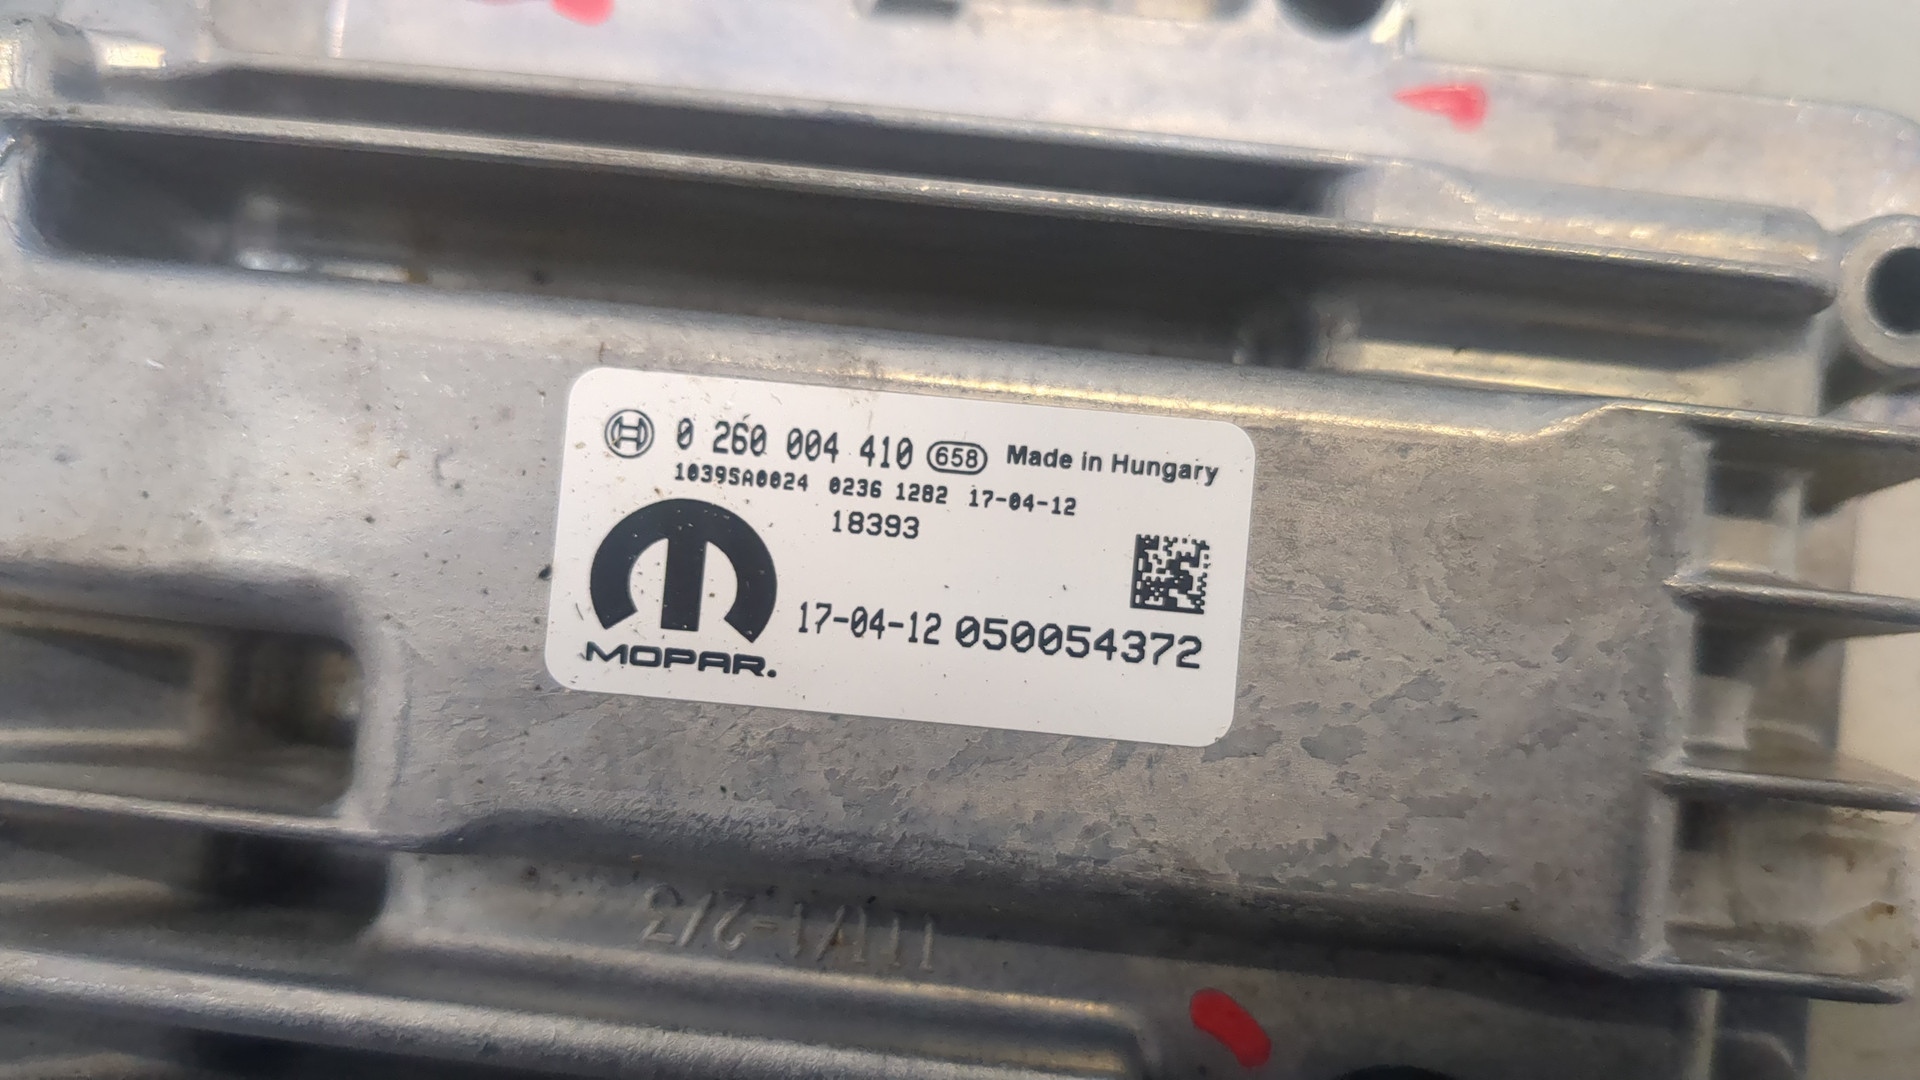 0 260 004 410 658 Made in Hungary
1039SA0024 0236 1282 17-04-12
18393
17-04-12 050054372
MOPAR.